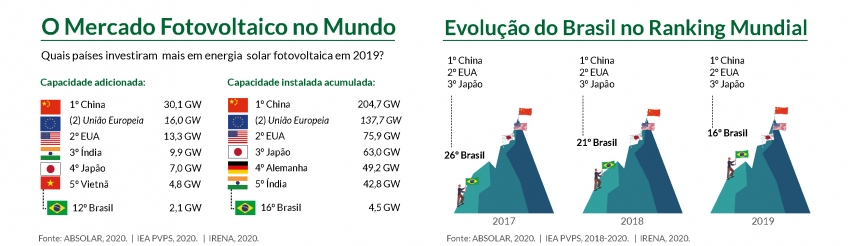 O Mercado Fotovoltaico no Mundo
Quais países investiram mais em energia solar fotovoltaica em 2019?
Capacidade adicionada:
1º China 30,1 GW
(2) União Europeia 16,0 GW
2º EUA 13,3 GW
3º Índia 9,9 GW
4º Japão 7,0 GW
5º Vietnã 4,8 GW
12º Brasil 2,1 GW
Capacidade instalada acumulada:
1º China 204,7 GW
(2) União Europeia 137,7 GW
2º EUA 75,9 GW
3º Japão 63,0 GW
4º Alemanha 49,2 GW
5º Índia 42,8 GW
16º Brasil 4,5 GW
Fonte: ABSOLAR, 2020. | IEA PVPS, 2020. | IRENA, 2020.
Evolução do Brasil no Ranking Mundial
1º China
2º EUA
3º Japão
26º Brasil
2017
1º China
2º EUA
3º Japão
21º Brasil
2018
1º China
2º EUA
3º Japão
16º Brasil
2019
Fonte: ABSOLAR, 2020. | IEA PVPS, 2018-2020. | IRENA, 2020.